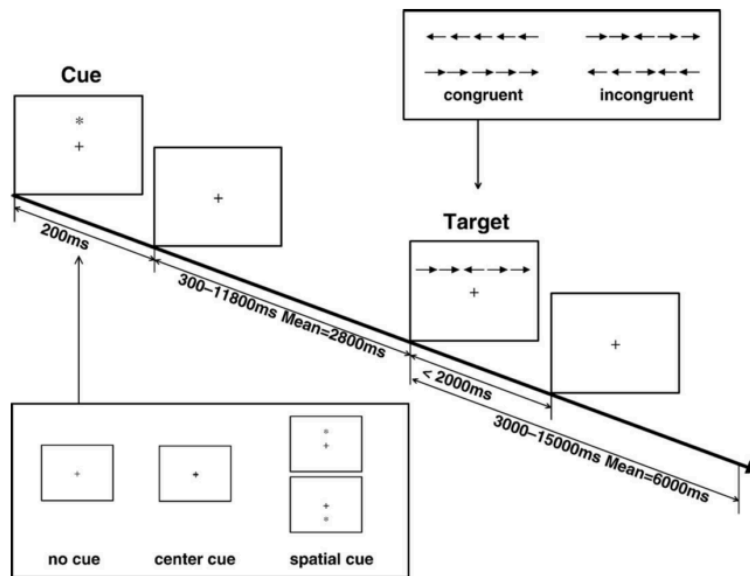 congruent
incongruent
Cue
*
+
+
200ms
300–11800ms Mean=2800ms
Target
+
+
< 2000ms
3000–15000ms Mean=6000ms
+
+
*
+
+
*
no cue
center cue
spatial cue